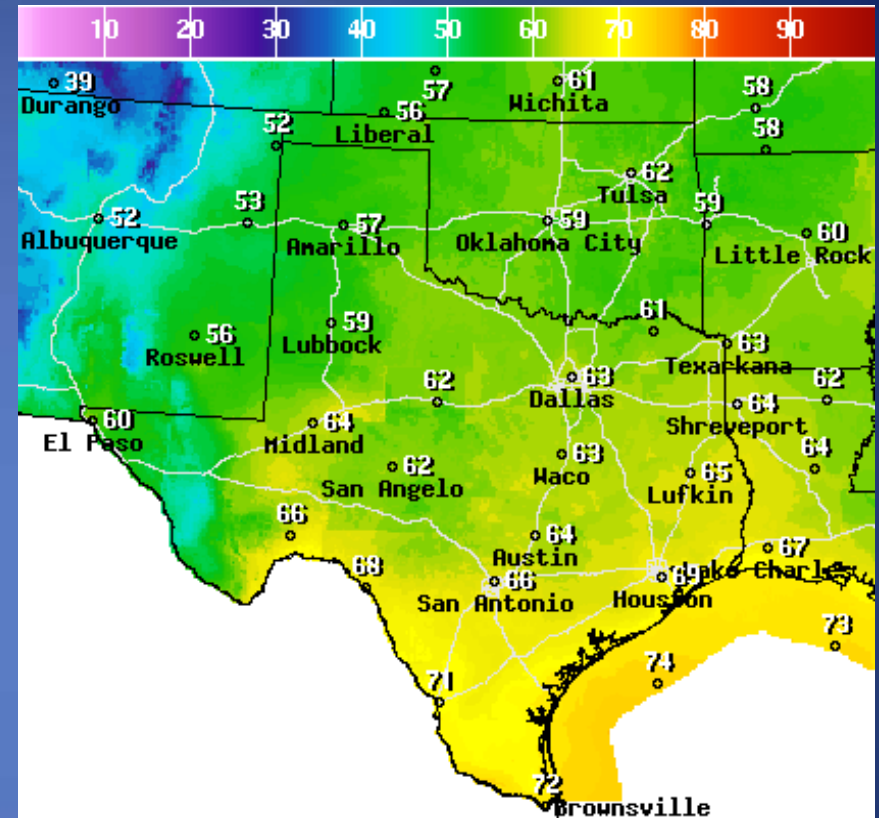 10 20 30 40 50 60 70 80 90
39
Durango
57
61
Wichita
58
56
Liberal
52
58
62
Tulsa
52
Albuquerque
53
57
Amarillo
59
Oklahoma City
59
60
Little Rock
56
Roswell
59
Lubbock
61
63
Texarkana
62
63
Dallas
64
Shreveport
62
60
El Paso
64
Midland
62
San Angelo
63
Waco
65
Lufkin
64
66
64
Austin
67
Lake Charles
68
66
San Antonio
69
Houston
73
74
71
72
Brownsville